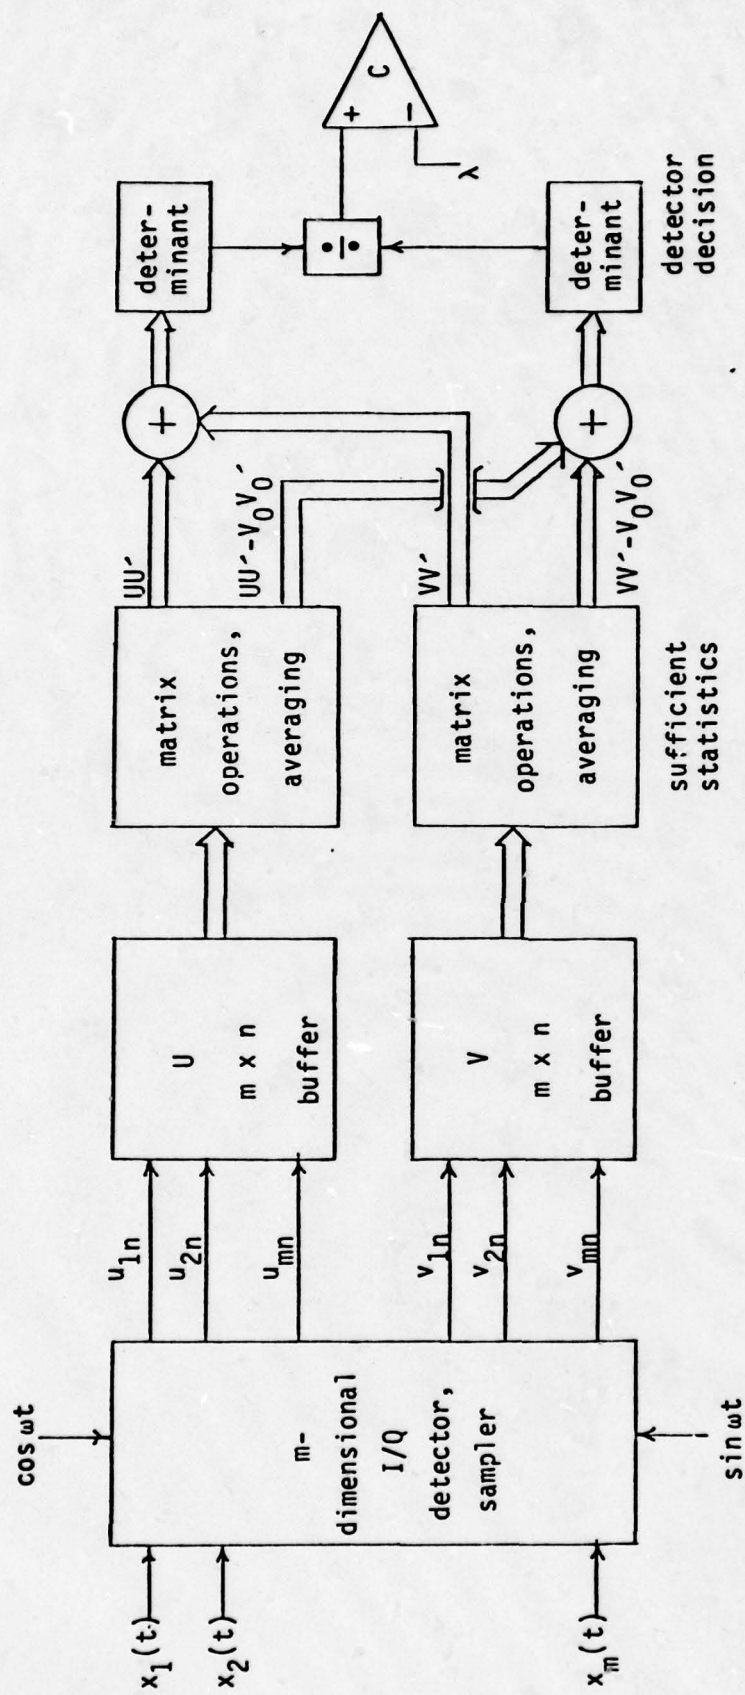 cos ωt
x₁(t)
x₂(t)
xₘ(t)
sin ωt
m-
dimensional
I/Q
detector,
sampler
u₁ₙ
u₂ₙ
uₘₙ
v₁ₙ
v₂ₙ
vₘₙ
U
m x n
buffer
V
m x n
buffer
matrix
operations,
averaging
matrix
operations,
averaging
sufficient
statistics
UU´
UU´-V₀V₀´
VV´
VV´-V₀V₀´
+
+
deter-
minant
deter-
minant
÷
+
−
C
λ
detector
decision